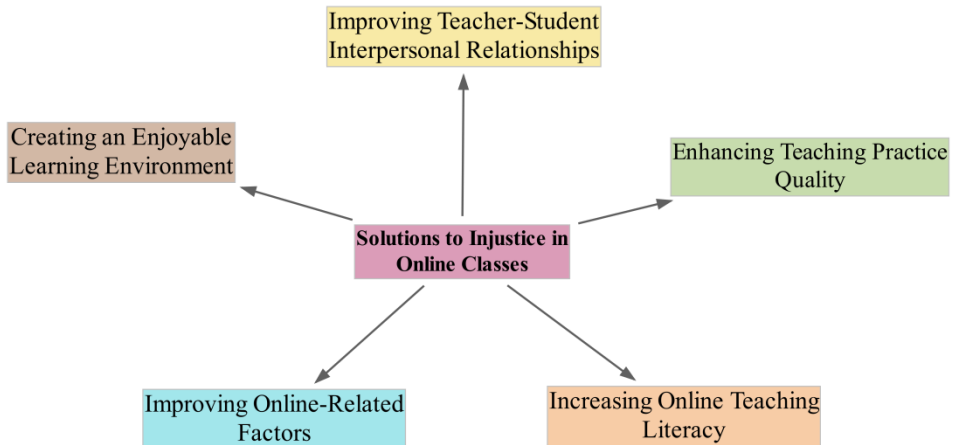 Improving Teacher-Student
Interpersonal Relationships
Creating an Enjoyable
Learning Environment
Enhancing Teaching Practice
Quality
Solutions to Injustice in
Online Classes
Improving Online-Related
Factors
Increasing Online Teaching
Literacy